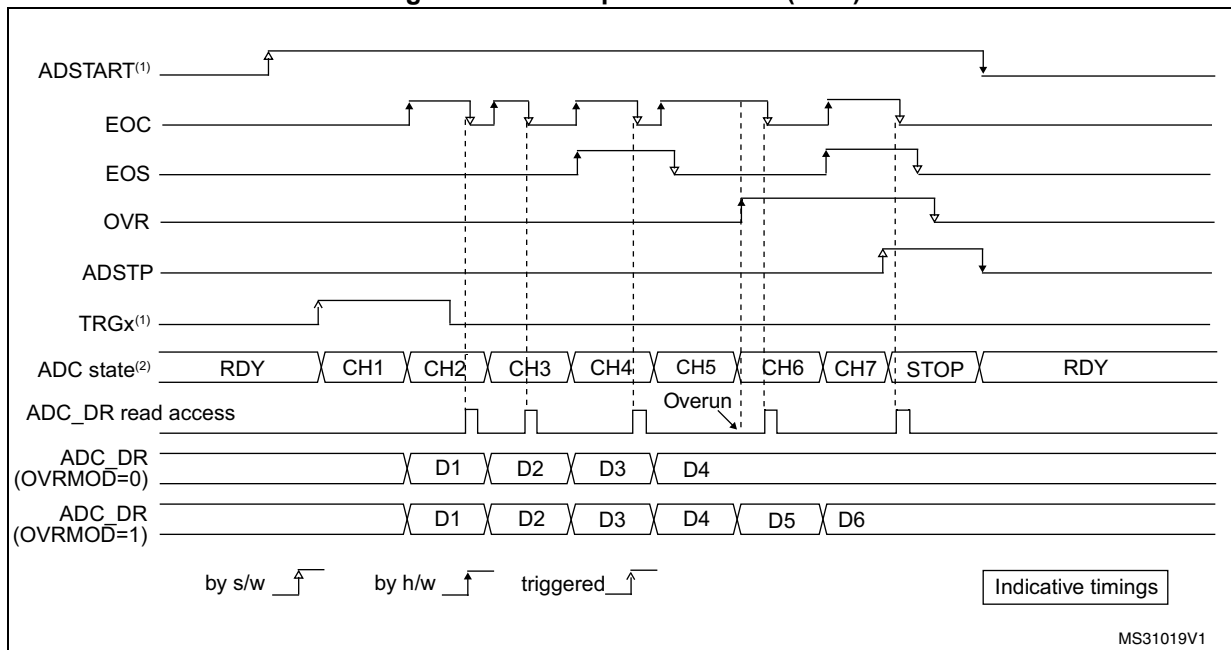 ADSTART(1)
EOC
EOS
OVR
ADSTP
TRGx(1)
ADC state(2) RDY CH1 CH2 CH3 CH4 CH5 CH6 CH7 STOP RDY
ADC_DR read access Overun
ADC_DR
(OVRMOD=0) D1 D2 D3 D4
ADC_DR
(OVRMOD=1) D1 D2 D3 D4 D5 D6
by s/w by h/w triggered Indicative timings
MS31019V1